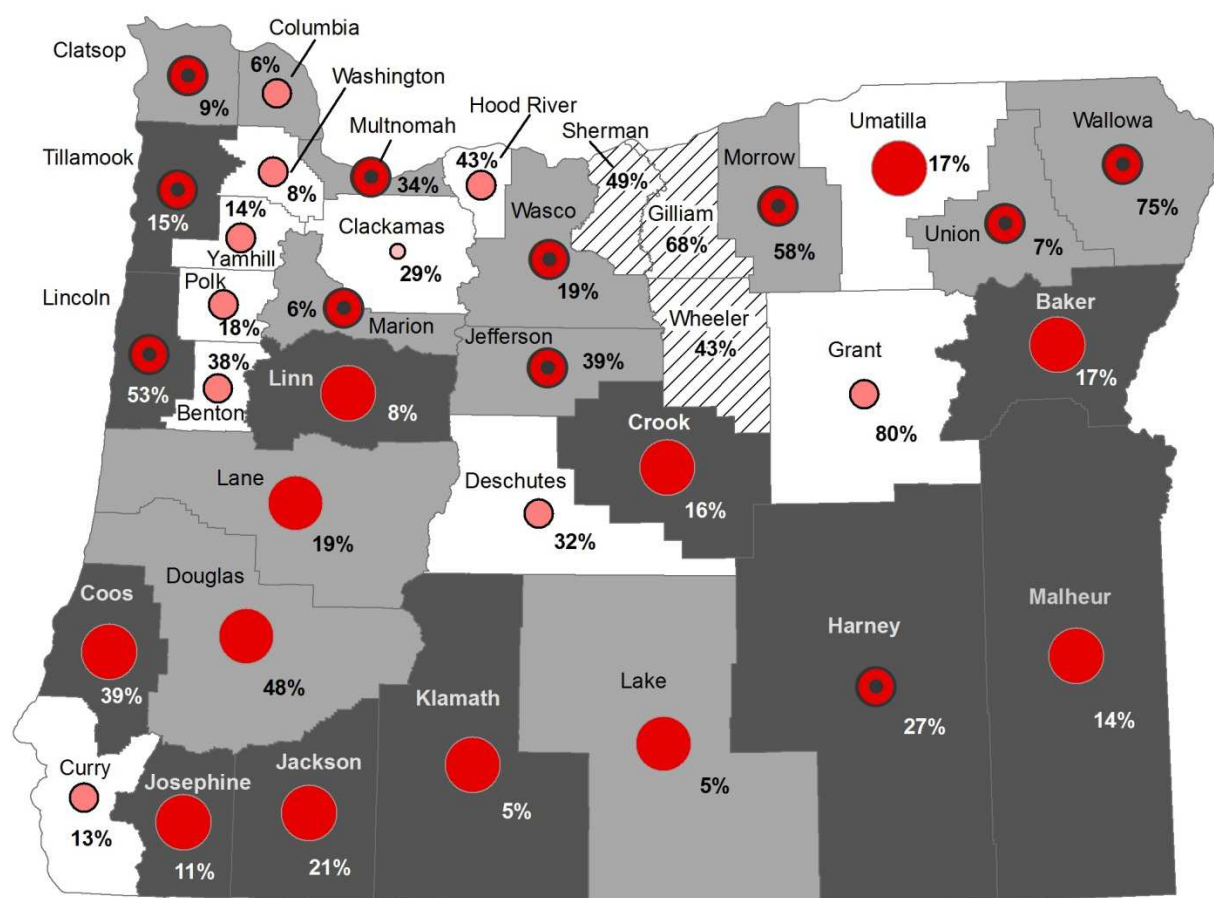 Columbia
Clatsop
6%
Washington
9%
Hood River
Multnomah
Sherman
Umatilla
Wallowa
Tillamook
43%
Morrow
17%
49%
8%
34%
75%
15%
14%
Wasco
Gilliam
Clackamas
68%
58%
Union
7%
Yamhill
29%
19%
Lincoln
Polk
6%
18%
Marion
Jefferson
Wheeler
Baker
38%
39%
43%
Grant
53%
Linn
17%
Benton
8%
80%
Crook
Lane
Deschutes
16%
19%
32%
Douglas
Coos
Malheur
Harney
39%
48%
Klamath
Lake
27%
14%
Curry
Josephine
Jackson
5%
5%
13%
11%
21%